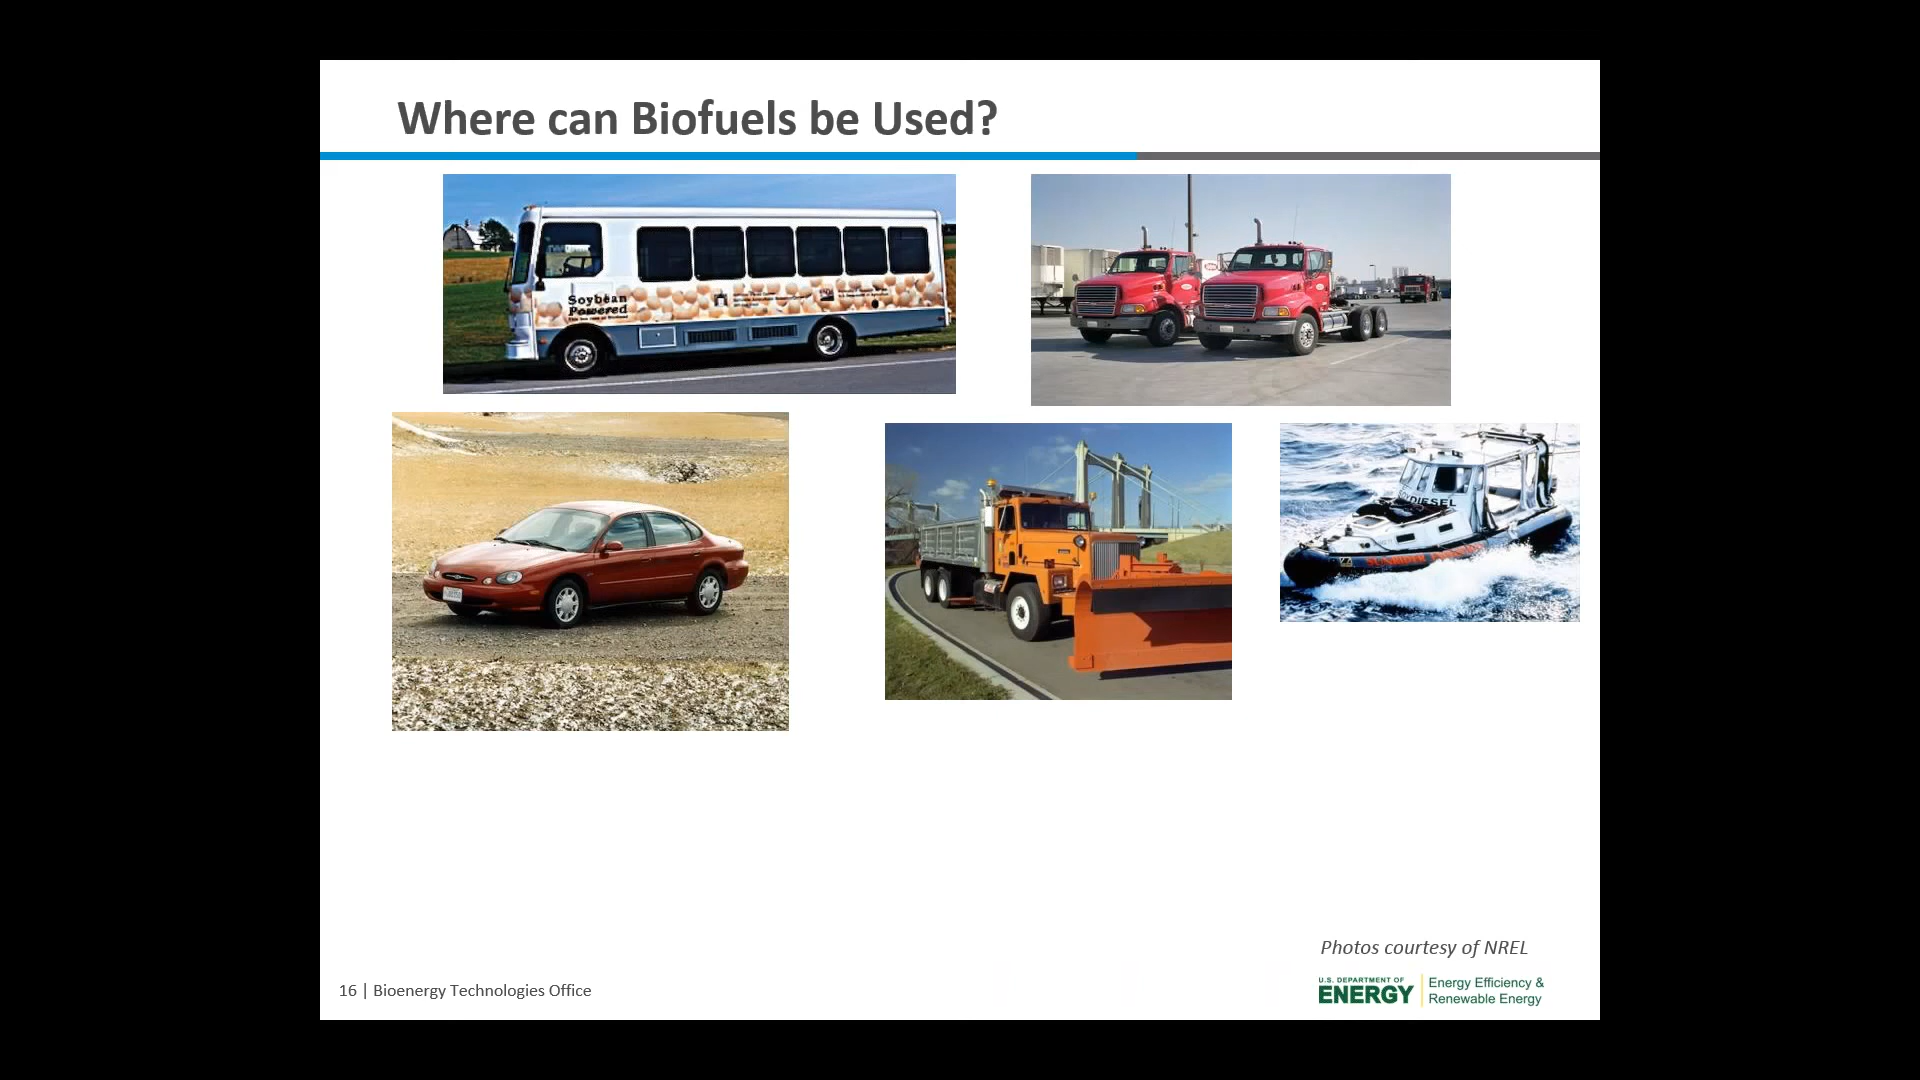 Where can Biofuels be Used?
Soybean
Powered
DIESEL
Photos courtesy of NREL
16 | Bioenergy Technologies Office
U.S. DEPARTMENT OF
ENERGY
Energy Efficiency &
Renewable Energy